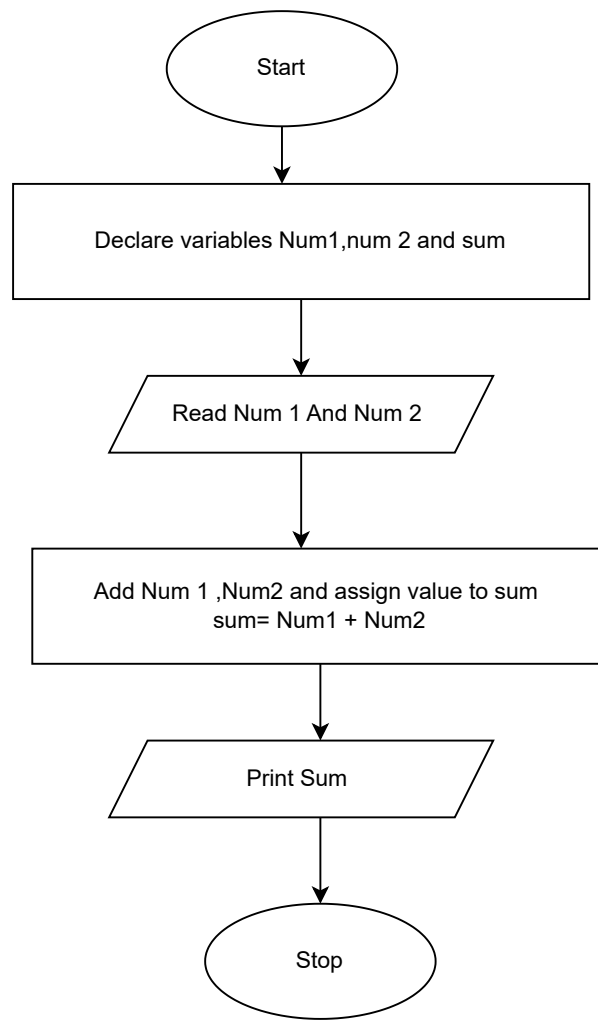 Start
Declare variables Num1,num 2 and sum
Read Num 1 And Num 2
Add Num 1 ,Num2 and assign value to sum
sum= Num1 + Num2
Print Sum
Stop